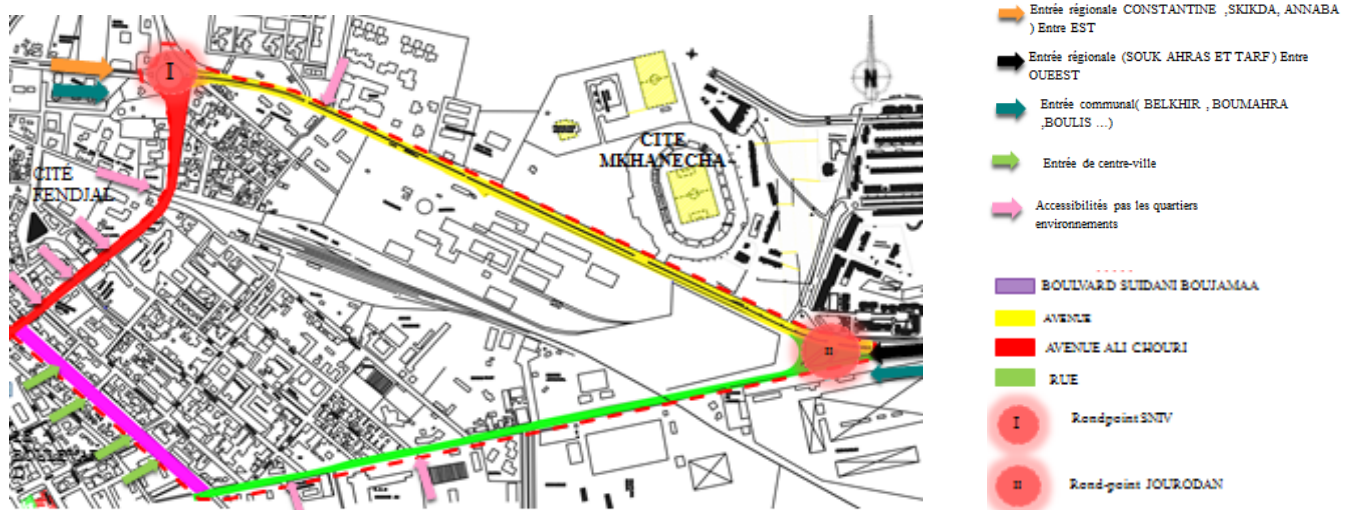 I
CITE
FENDJAL
CITE
MKHANECHA
N
II
Entrée régionale CONSTANTINE ,SKIKDA, ANNABA
) Entre EST
Entrée régionale (SOUK AHRAS ET TARF) Entre
OUEEST
Entrée communal( BELKHIR , BOUMAHRA
,BOULIS ...)
Entrée de centre-ville
Accessibilités pas les quartiers
environnements
BOULVARD SUIDANI BOUJAMAA
AVENUE
AVENUE ALI CHOURI
RUE
I
Rondpoint SNIV
II
Rond-point JOURODAN